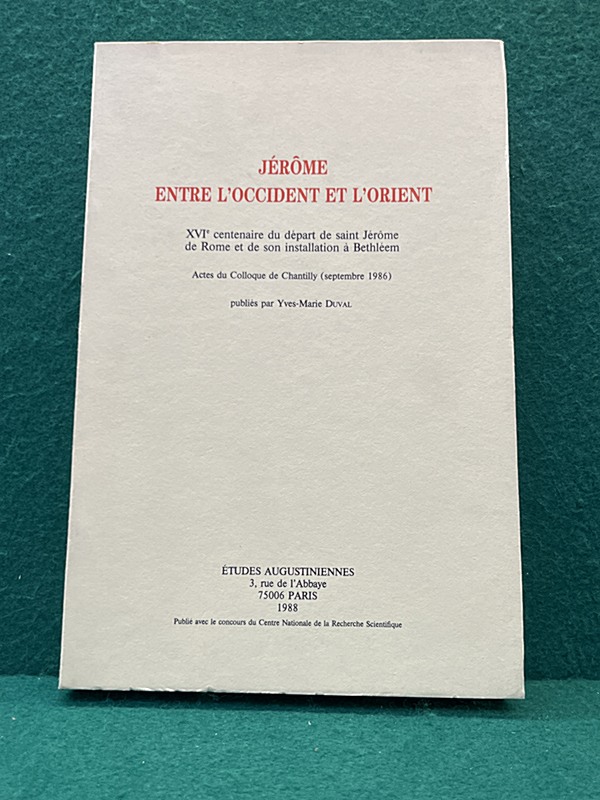 JÉRÔME
ENTRE L'OCCIDENT ET L'ORIENT
XVIe centenaire du départ de saint Jérôme
de Rome et de son installation à Bethléem
Actes du Colloque de Chantilly (septembre 1986)
publiés par Yves-Marie DUVAL
ÉTUDES AUGUSTINIENNES
3, rue de l'Abbaye
75006 PARIS
1988
Publié avec le concours du Centre Nationale de la Recherche Scientifique